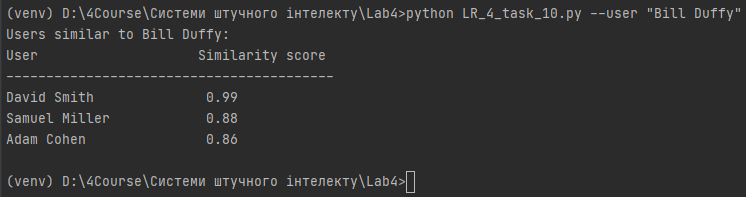 (venv) D:\4Course\Системи штучного інтелекту\Lab4>python LR_4_task_10.py --user "Bill Duffy"
Users similar to Bill Duffy:
User                    Similarity score
-----------------------------------------
David Smith              0.99
Samuel Miller            0.88
Adam Cohen               0.86
(venv) D:\4Course\Системи штучного інтелекту\Lab4>